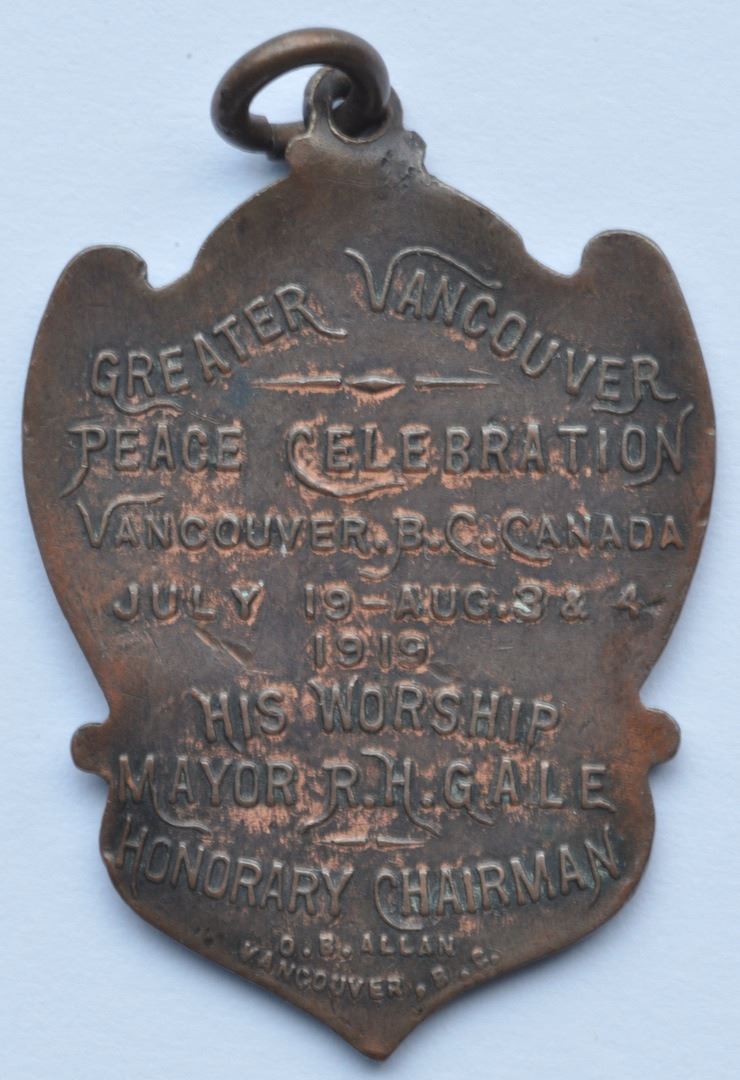 GREATER VANCOUVER
PEACE CELEBRATION
VANCOUVER. B.C. CANADA
JULY 19-AUG. 3 & 4
1919
HIS WORSHIP
MAYOR R.H. GALE
HONORARY CHAIRMAN
O.B. ALLAN
VANCOUVER, B.C.